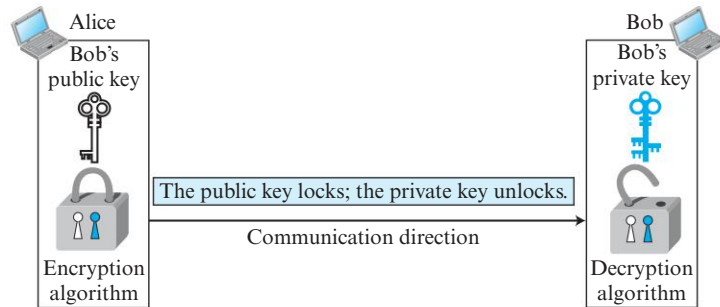 Alice
Bob
Bob's
public key
Bob's
private key
The public key locks; the private key unlocks.
Communication direction
Encryption
algorithm
Decryption
algorithm